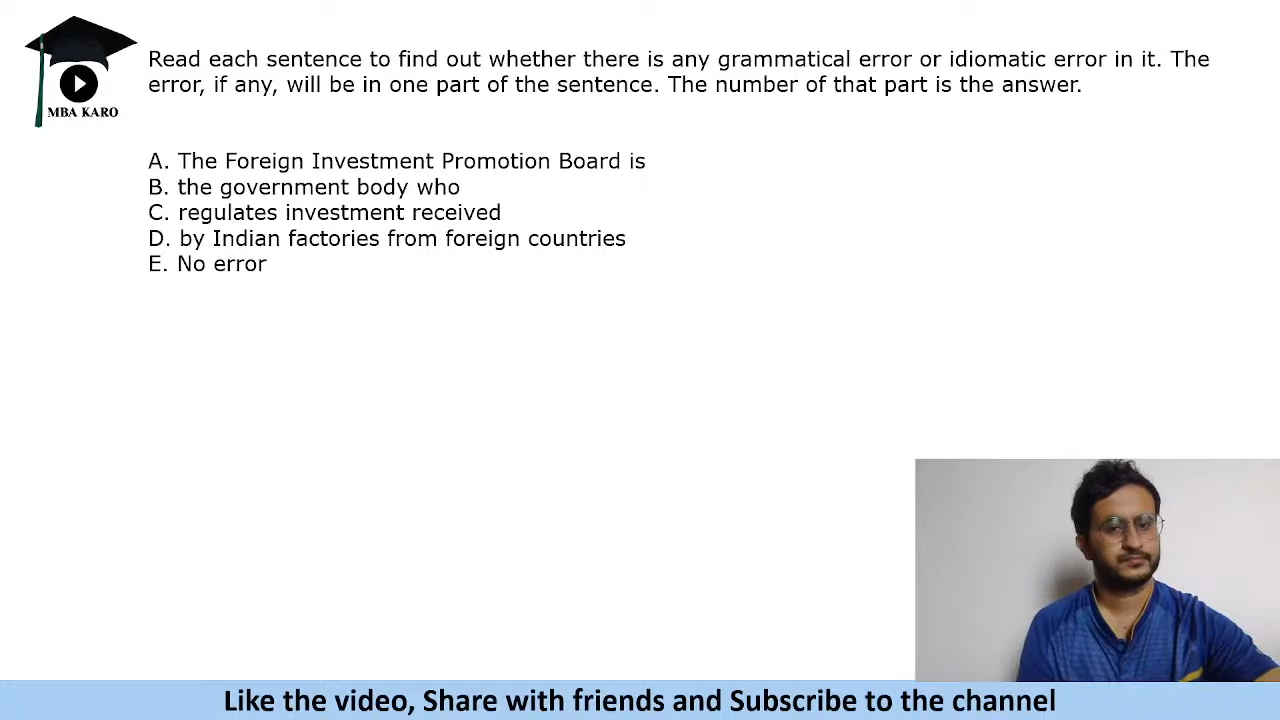 MBA KARO
Read each sentence to find out whether there is any grammatical error or idiomatic error in it. The
error, if any, will be in one part of the sentence. The number of that part is the answer.
A. The Foreign Investment Promotion Board is
B. the government body who
C. regulates investment received
D. by Indian factories from foreign countries
E. No error
Like the video, Share with friends and Subscribe to the channel